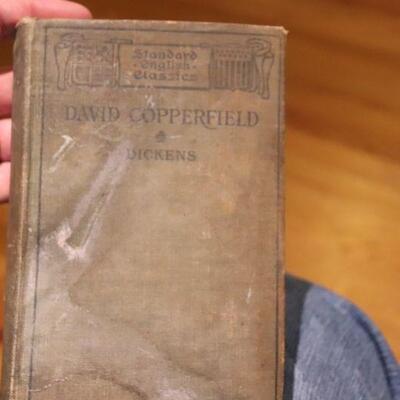 Standard
English
Classics
DAVID COPPERFIELD
DICKENS